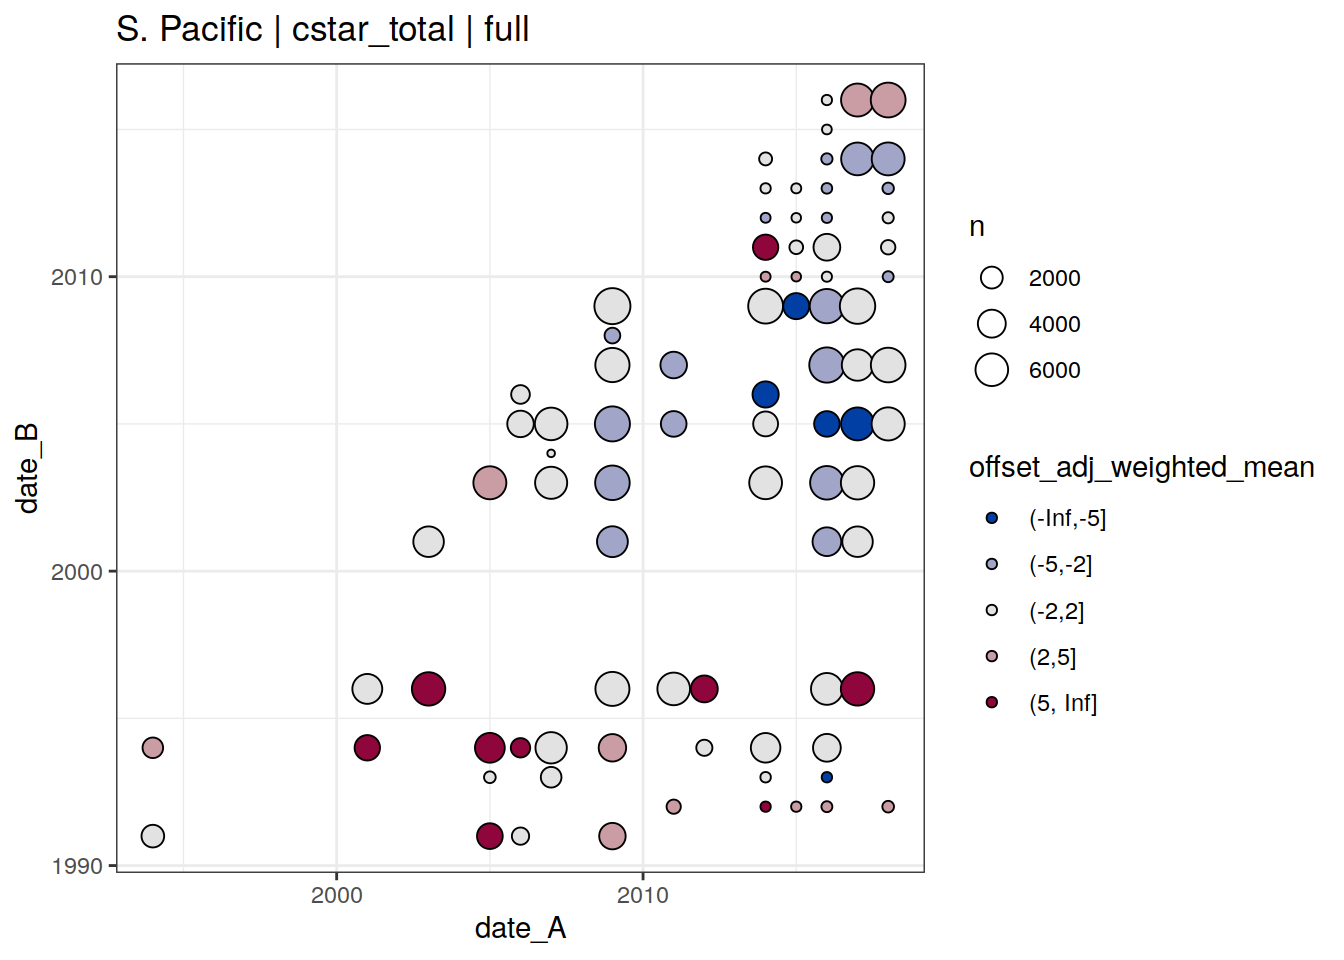 S. Pacific | cstar_total | full
n
2000
4000
6000
offset_adj_weighted_mean
(-Inf,-5]
(-5,-2]
(-2,2]
(2,5]
(5, Inf]
date_B
2010
2000
1990
2000
2010
date_A